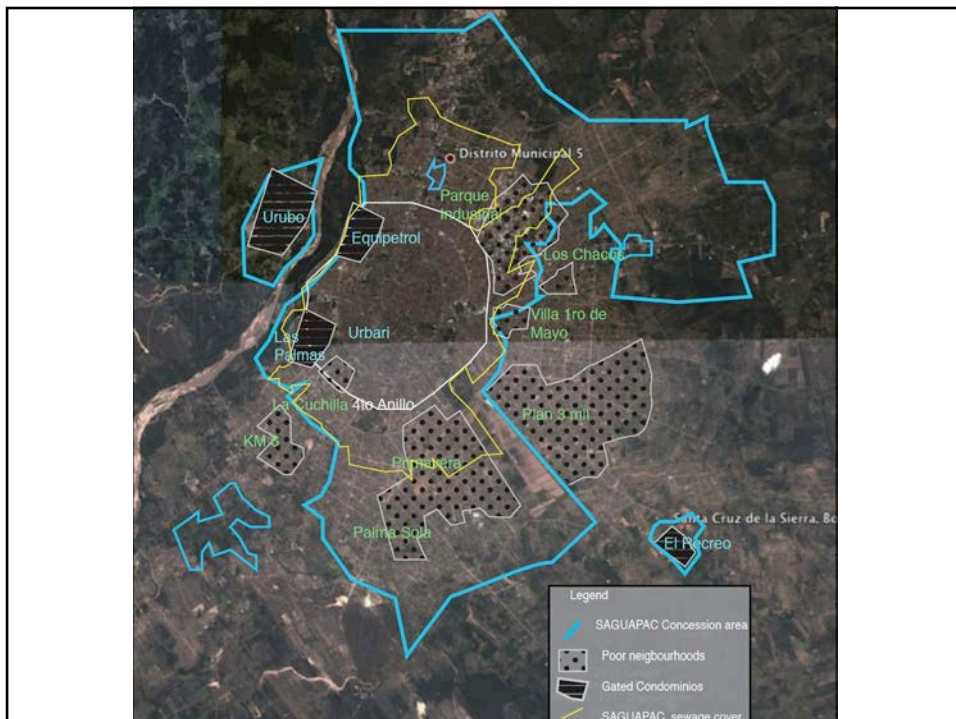 Distrito Municipal 5
Parque
Industrial
Urubo
Equipetrol
Los Chacos
Villa 1ro de
Mayo
Urbari
Las
Palmas
La Cuchilla
4to Anillo
Plan 3 mil
KM 6
Primavera
Palma Sola
Santa Cruz de la Sierra, Bo
El Recreo
Legend
SAGUAPAC Concession area
Poor neigbourhoods
Gated Condominios
SAGUAPAC sewage cover